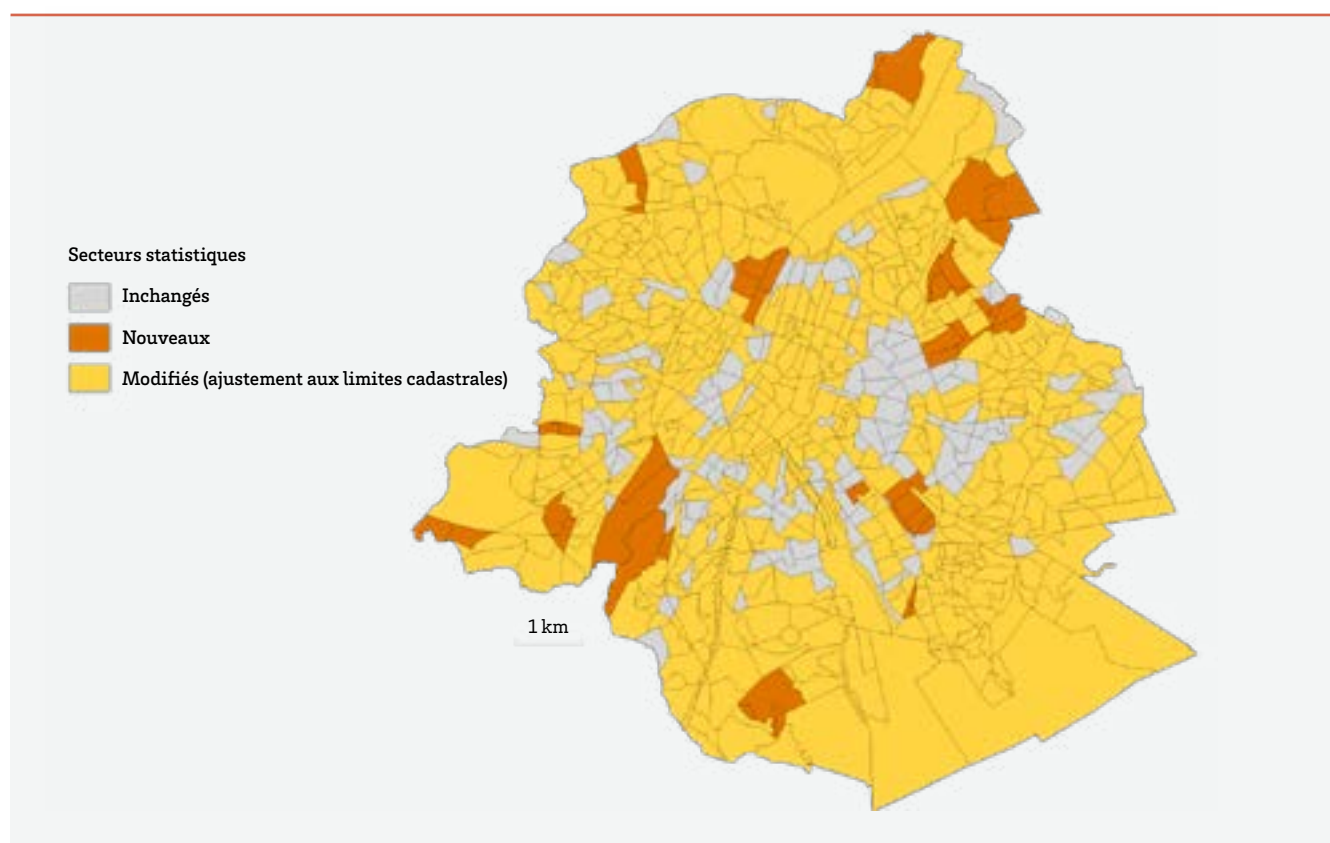 Secteurs statistiques
Inchangés
Nouveaux
Modifiés (ajustement aux limites cadastrales)
1 km